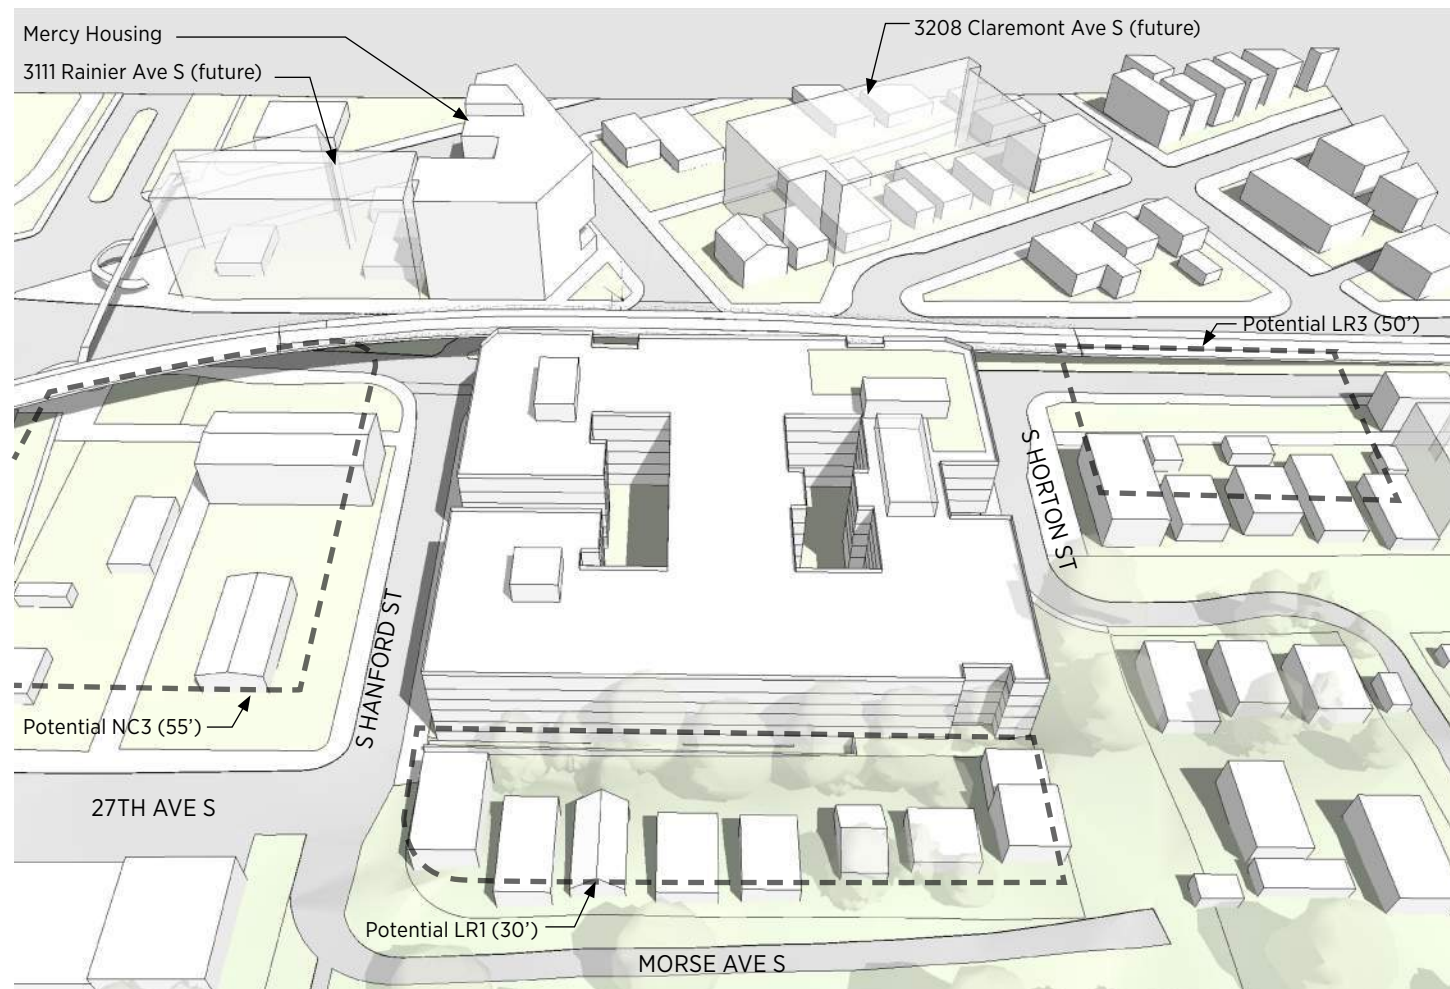 Mercy Housing
3208 Claremont Ave S (future)
3111 Rainier Ave S (future)
Potential LR3 (50’)
S HORTON ST
S HANFORD ST
Potential NC3 (55’)
27TH AVE S
Potential LR1 (30’)
MORSE AVE S